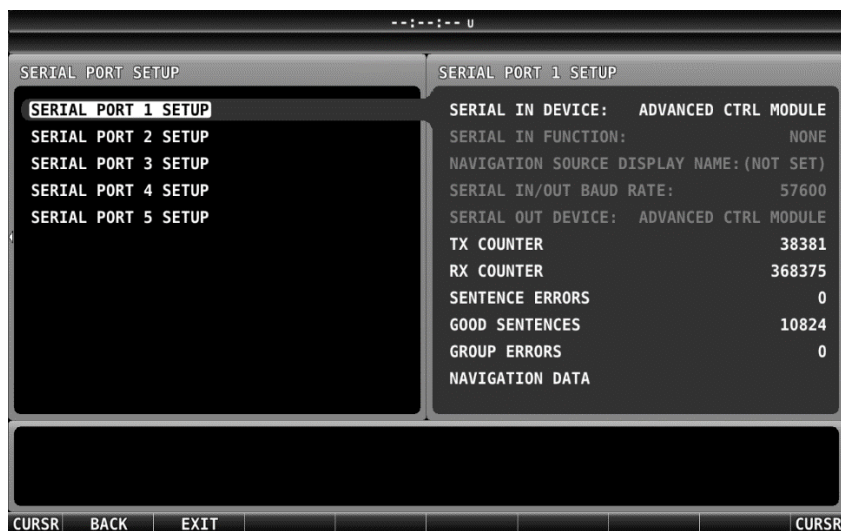 --:--:-- U
SERIAL PORT SETUP
SERIAL PORT 1 SETUP
SERIAL PORT 2 SETUP
SERIAL PORT 3 SETUP
SERIAL PORT 4 SETUP
SERIAL PORT 5 SETUP
SERIAL PORT 1 SETUP
SERIAL IN DEVICE: ADVANCED CTRL MODULE
SERIAL IN FUNCTION: NONE
NAVIGATION SOURCE DISPLAY NAME:(NOT SET)
SERIAL IN/OUT BAUD RATE: 57600
SERIAL OUT DEVICE: ADVANCED CTRL MODULE
TX COUNTER 38381
RX COUNTER 368375
SENTENCE ERRORS 0
GOOD SENTENCES 10824
GROUP ERRORS 0
NAVIGATION DATA
CURSR BACK EXIT CURSR